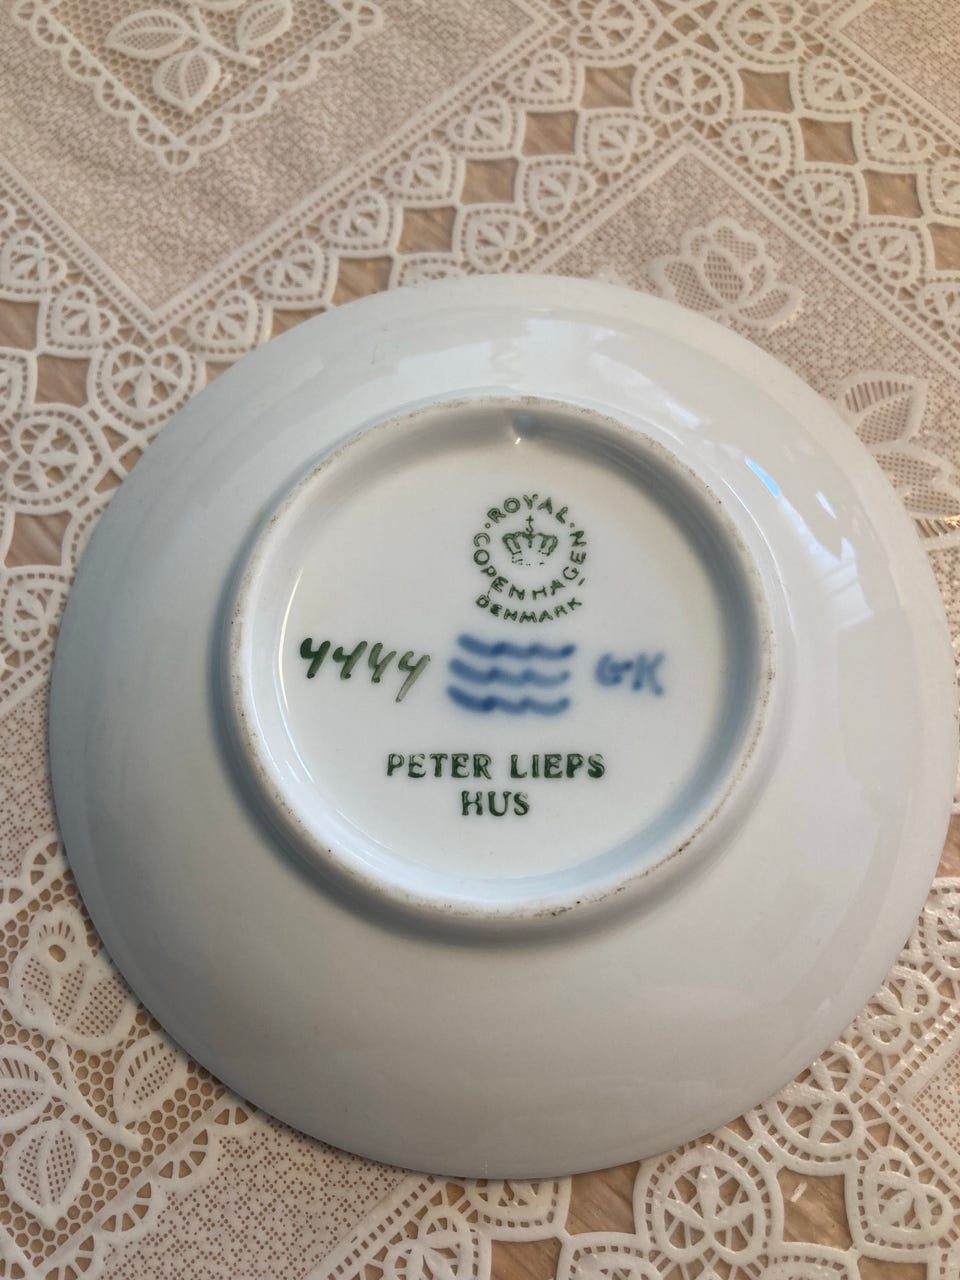 ROYAL
COPENHAGEN
DENMARK
4444 GK
PETER LIEPS
HUS